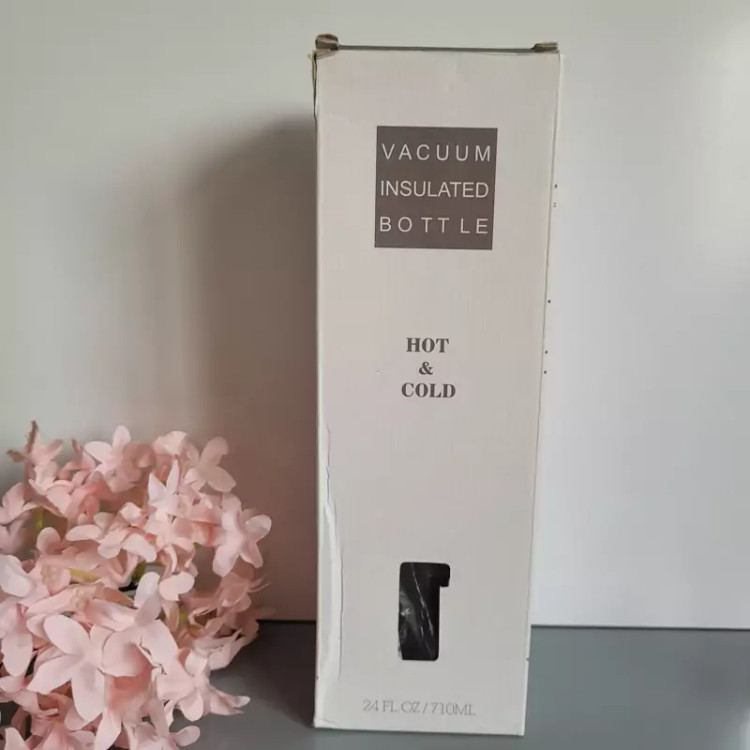 VACUUM
INSULATED
BOTTLE
HOT
&
COLD
24 FL OZ / 710ML